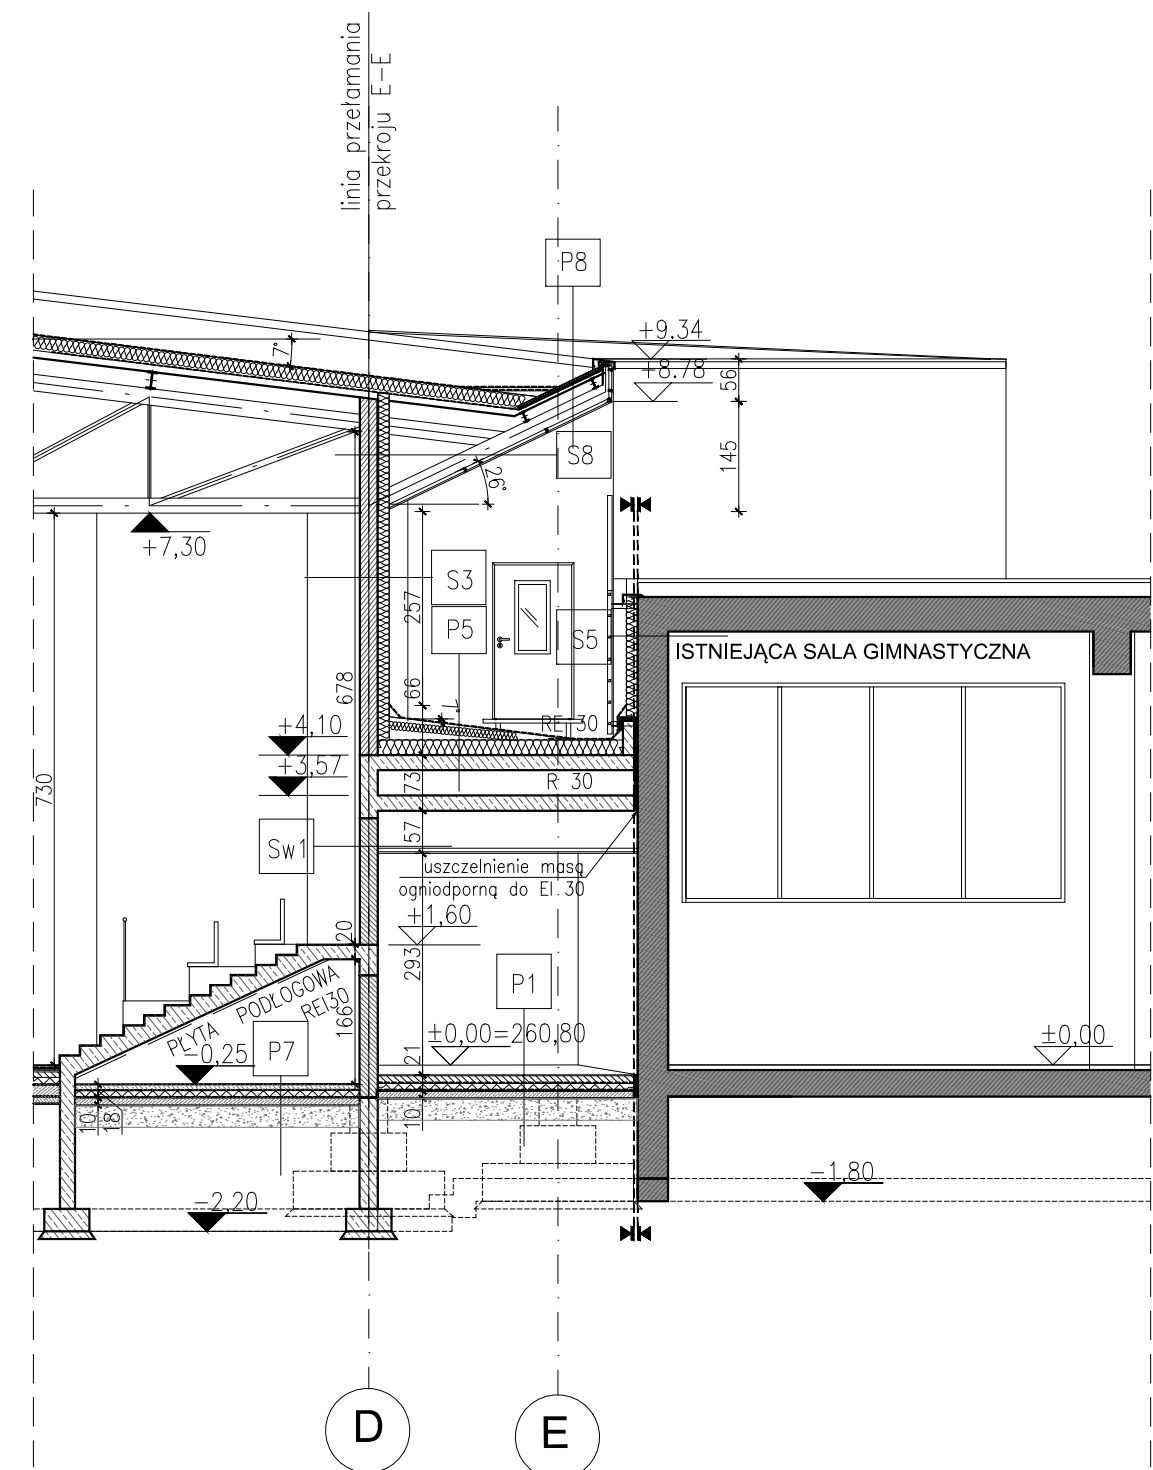 linia przełamania
przekroju E-E
P8
+9.34
+8.78
7°
56
S8
145
26°
+7,30
S3
257
P5
S5
ISTNIEJĄCA SALA GIMNASTYCZNA
678
66
1°
+4,10
REI 30
+3,57
73
R 30
730
57
Sw1
uszczelnienie masą
ogniodporną do EI 30
+1,60
20
293
P1
PŁYTA PODŁOGOWA
REI30
166
±0,00=260,80
±0,00
-0,25
P7
21
10
18
10
-1,80
-2,20
D
E